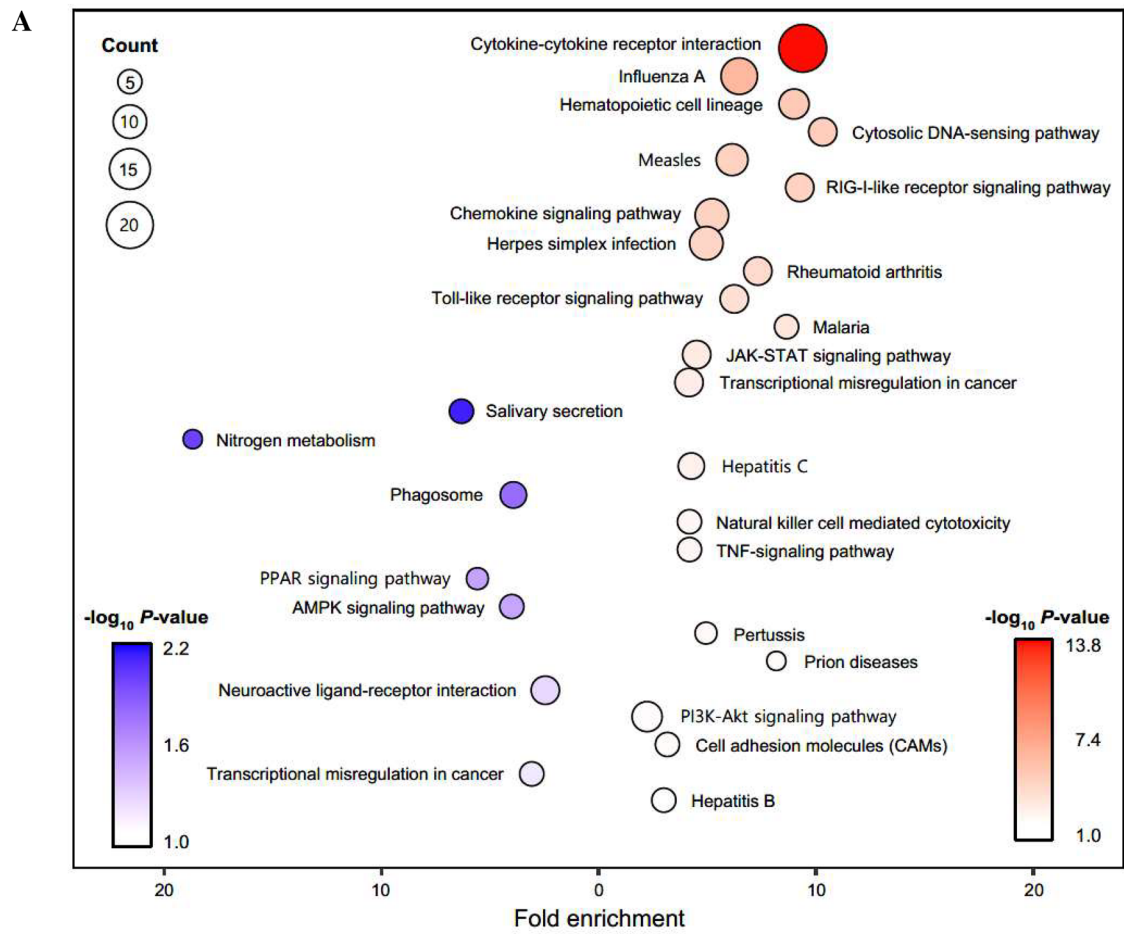 A
Count
5
10
15
20
Cytokine-cytokine receptor interaction
Influenza A
Hematopoietic cell lineage
Cytosolic DNA-sensing pathway
Measles
RIG-I-like receptor signaling pathway
Chemokine signaling pathway
Herpes simplex infection
Rheumatoid arthritis
Toll-like receptor signaling pathway
Malaria
JAK-STAT signaling pathway
Transcriptional misregulation in cancer
Salivary secretion
Nitrogen metabolism
Hepatitis C
Phagosome
Natural killer cell mediated cytotoxicity
TNF-signaling pathway
PPAR signaling pathway
AMPK signaling pathway
-log10 P-value
2.2
1.6
1.0
-log10 P-value
13.8
7.4
1.0
Pertussis
Prion diseases
Neuroactive ligand-receptor interaction
PI3K-Akt signaling pathway
Cell adhesion molecules (CAMs)
Transcriptional misregulation in cancer
Hepatitis B
20 10 0 10 20
Fold enrichment